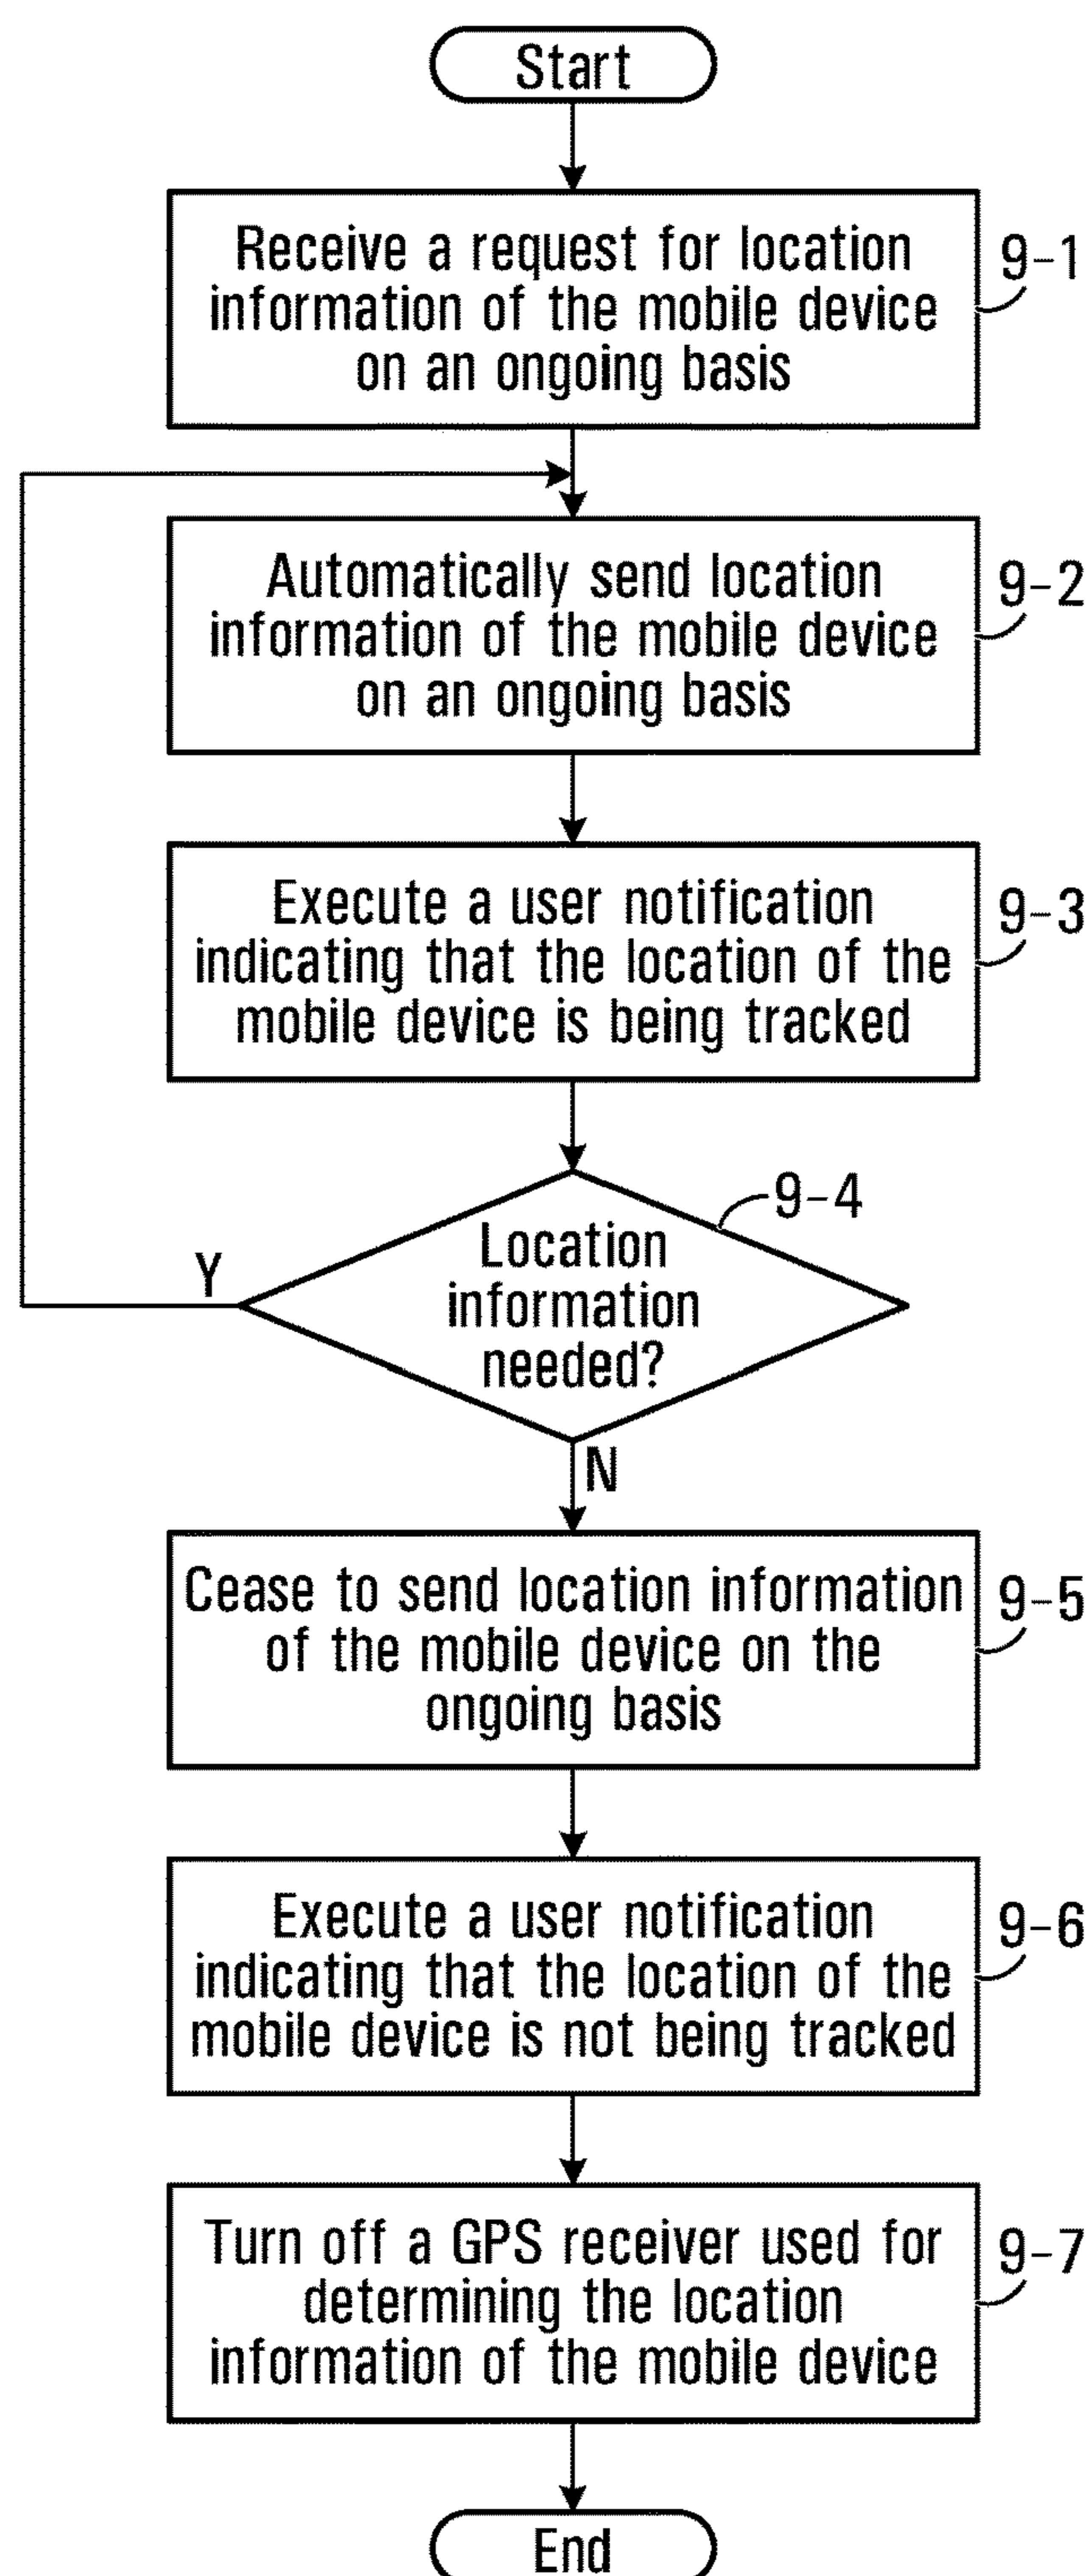 Start
Receive a request for location
information of the mobile device
on an ongoing basis
9-1
Automatically send location
information of the mobile device
on an ongoing basis
9-2
Execute a user notification
indicating that the location of the
mobile device is being tracked
9-3
9-4
Location
information
needed?
Y
N
Cease to send location information
of the mobile device on the
ongoing basis
9-5
Execute a user notification
indicating that the location of the
mobile device is not being tracked
9-6
Turn off a GPS receiver used for
determining the location
information of the mobile device
9-7
End